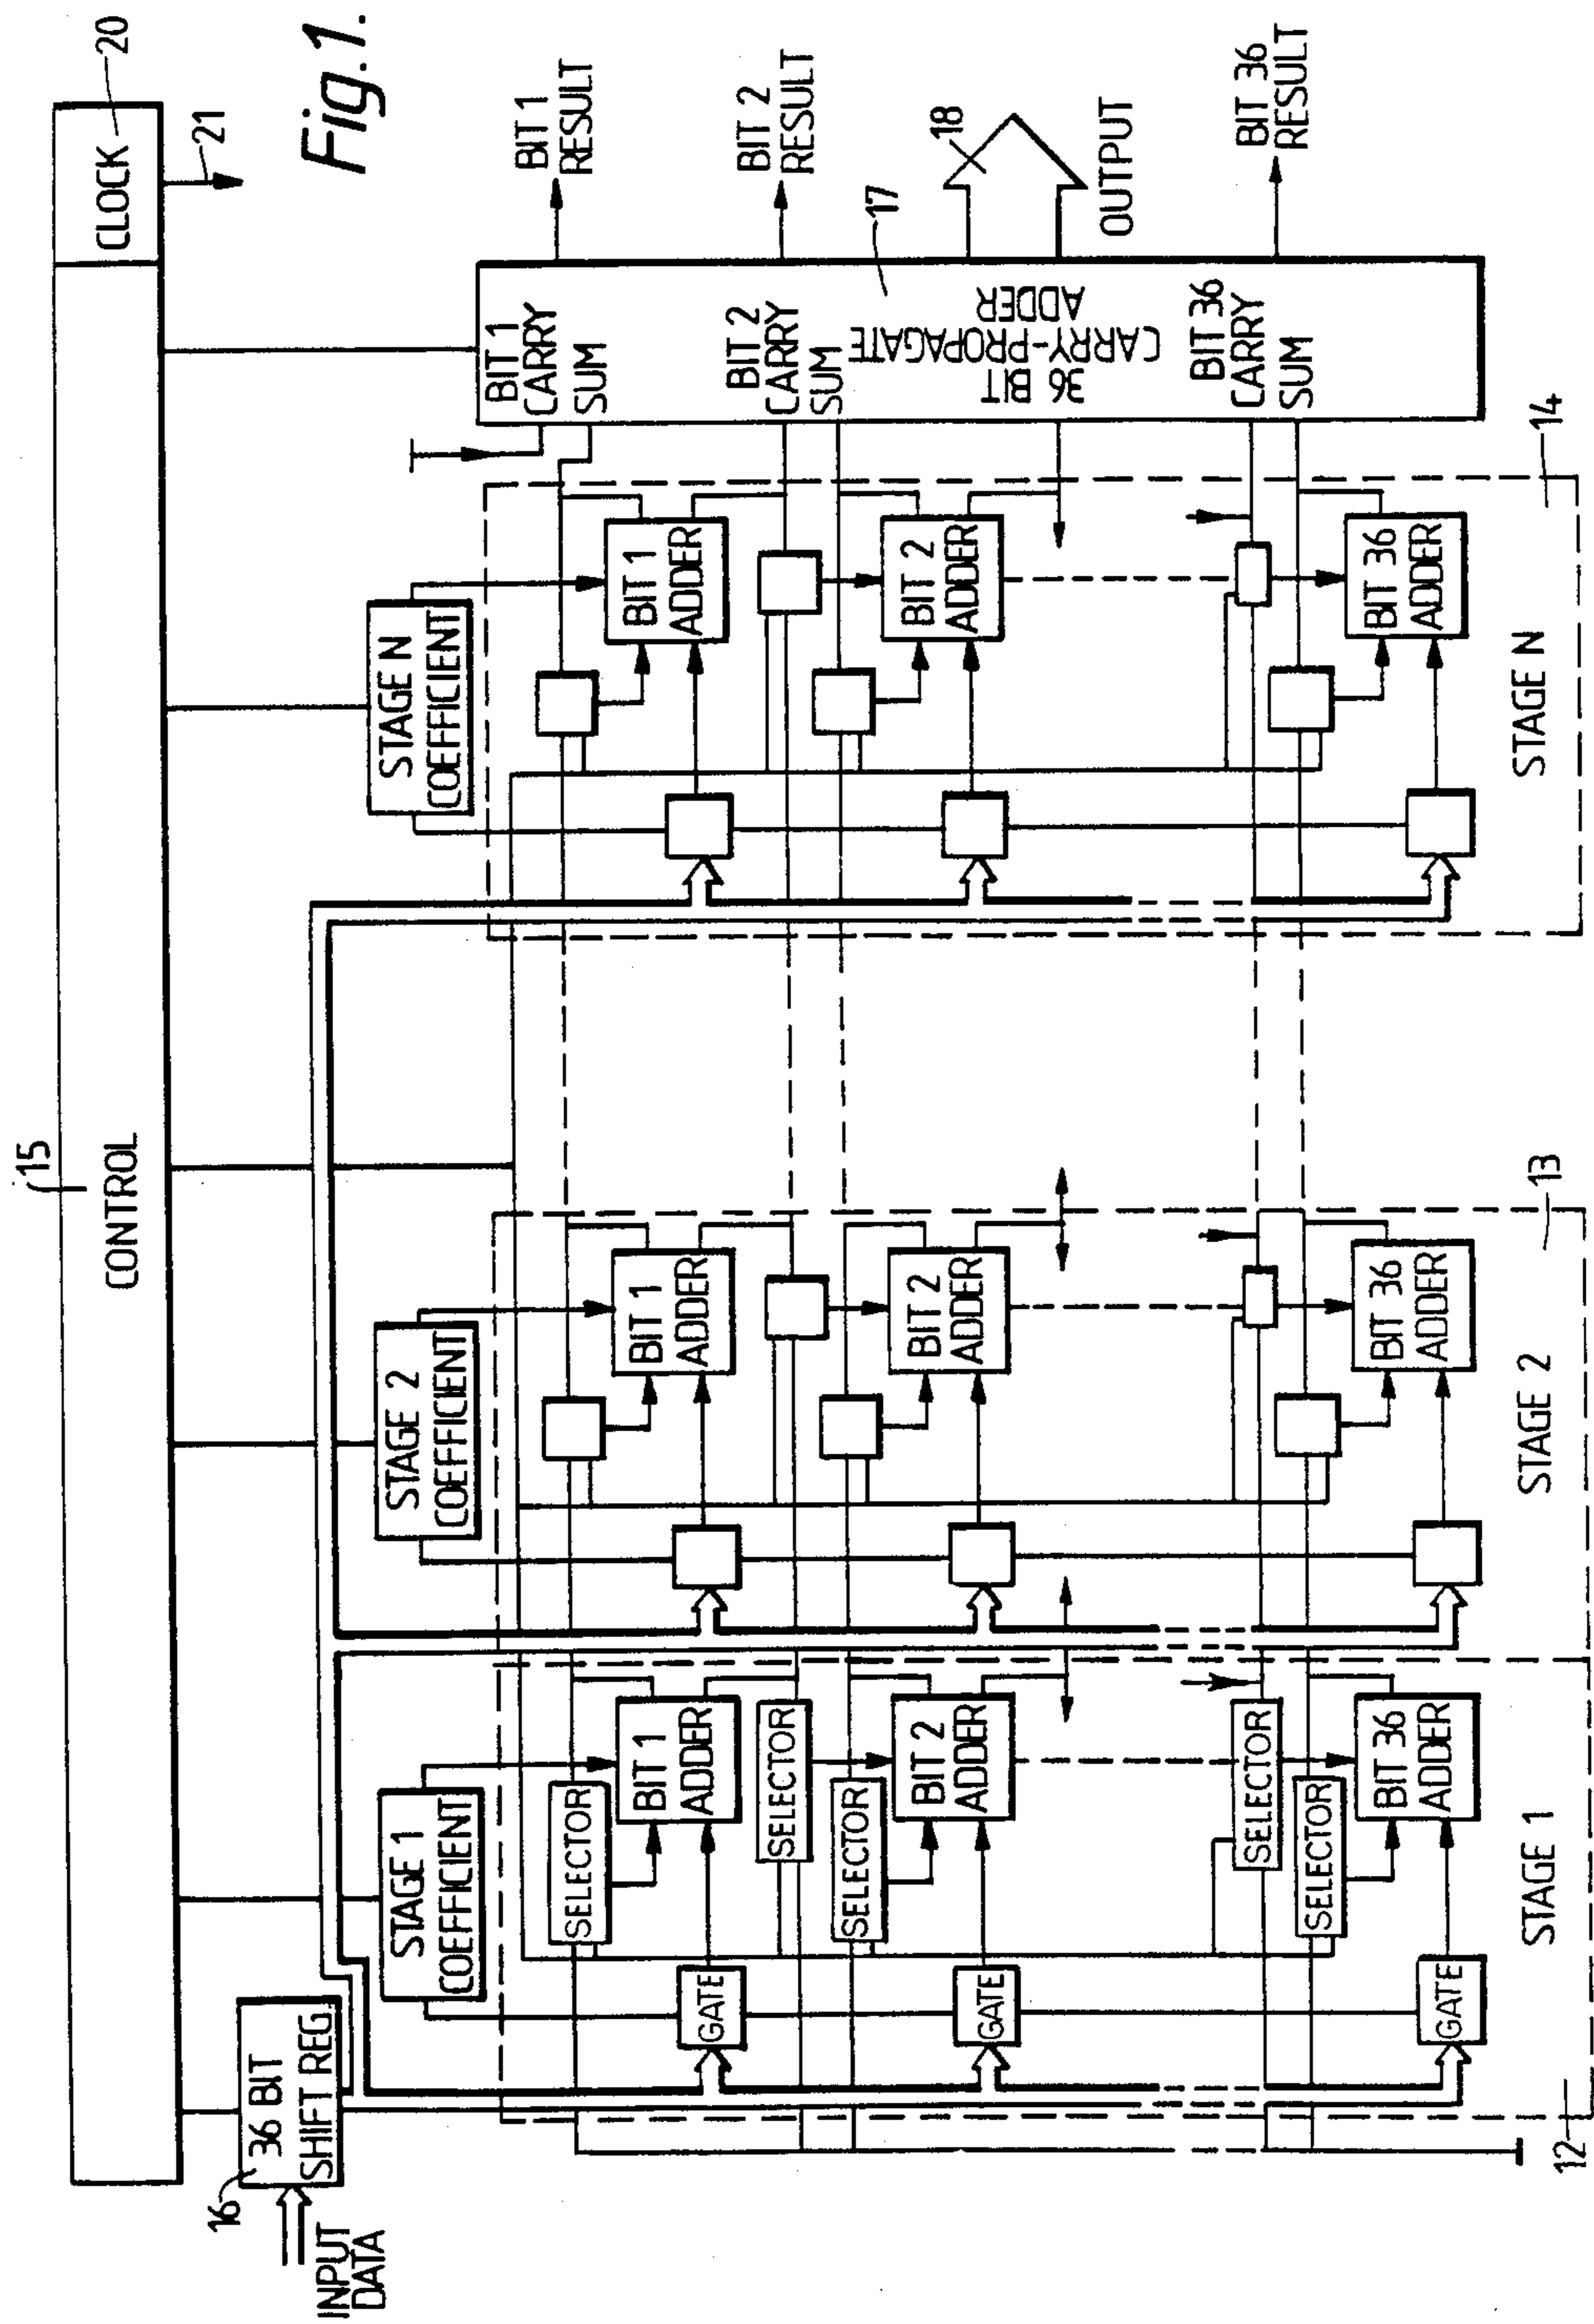 Fig.1.
15
CONTROL
CLOCK
20
21
16
36 BIT
SHIFT REG
INPUT
DATA
STAGE 1
COEFFICIENT
STAGE 2
COEFFICIENT
STAGE N
COEFFICIENT
SELECTOR
BIT 1
ADDER
GATE
SELECTOR
SELECTOR
BIT 2
ADDER
GATE
SELECTOR
SELECTOR
BIT 36
ADDER
GATE
STAGE 1
12
BIT 1
ADDER
BIT 2
ADDER
BIT 36
ADDER
STAGE 2
13
BIT 1
ADDER
BIT 2
ADDER
BIT 36
ADDER
STAGE N
14
BIT 1
CARRY
SUM
BIT 2
CARRY
SUM
36 BIT
CARRY-PROPAGATE
ADDER
17
BIT 36
CARRY
SUM
BIT 1
RESULT
BIT 2
RESULT
18
OUTPUT
BIT 36
RESULT